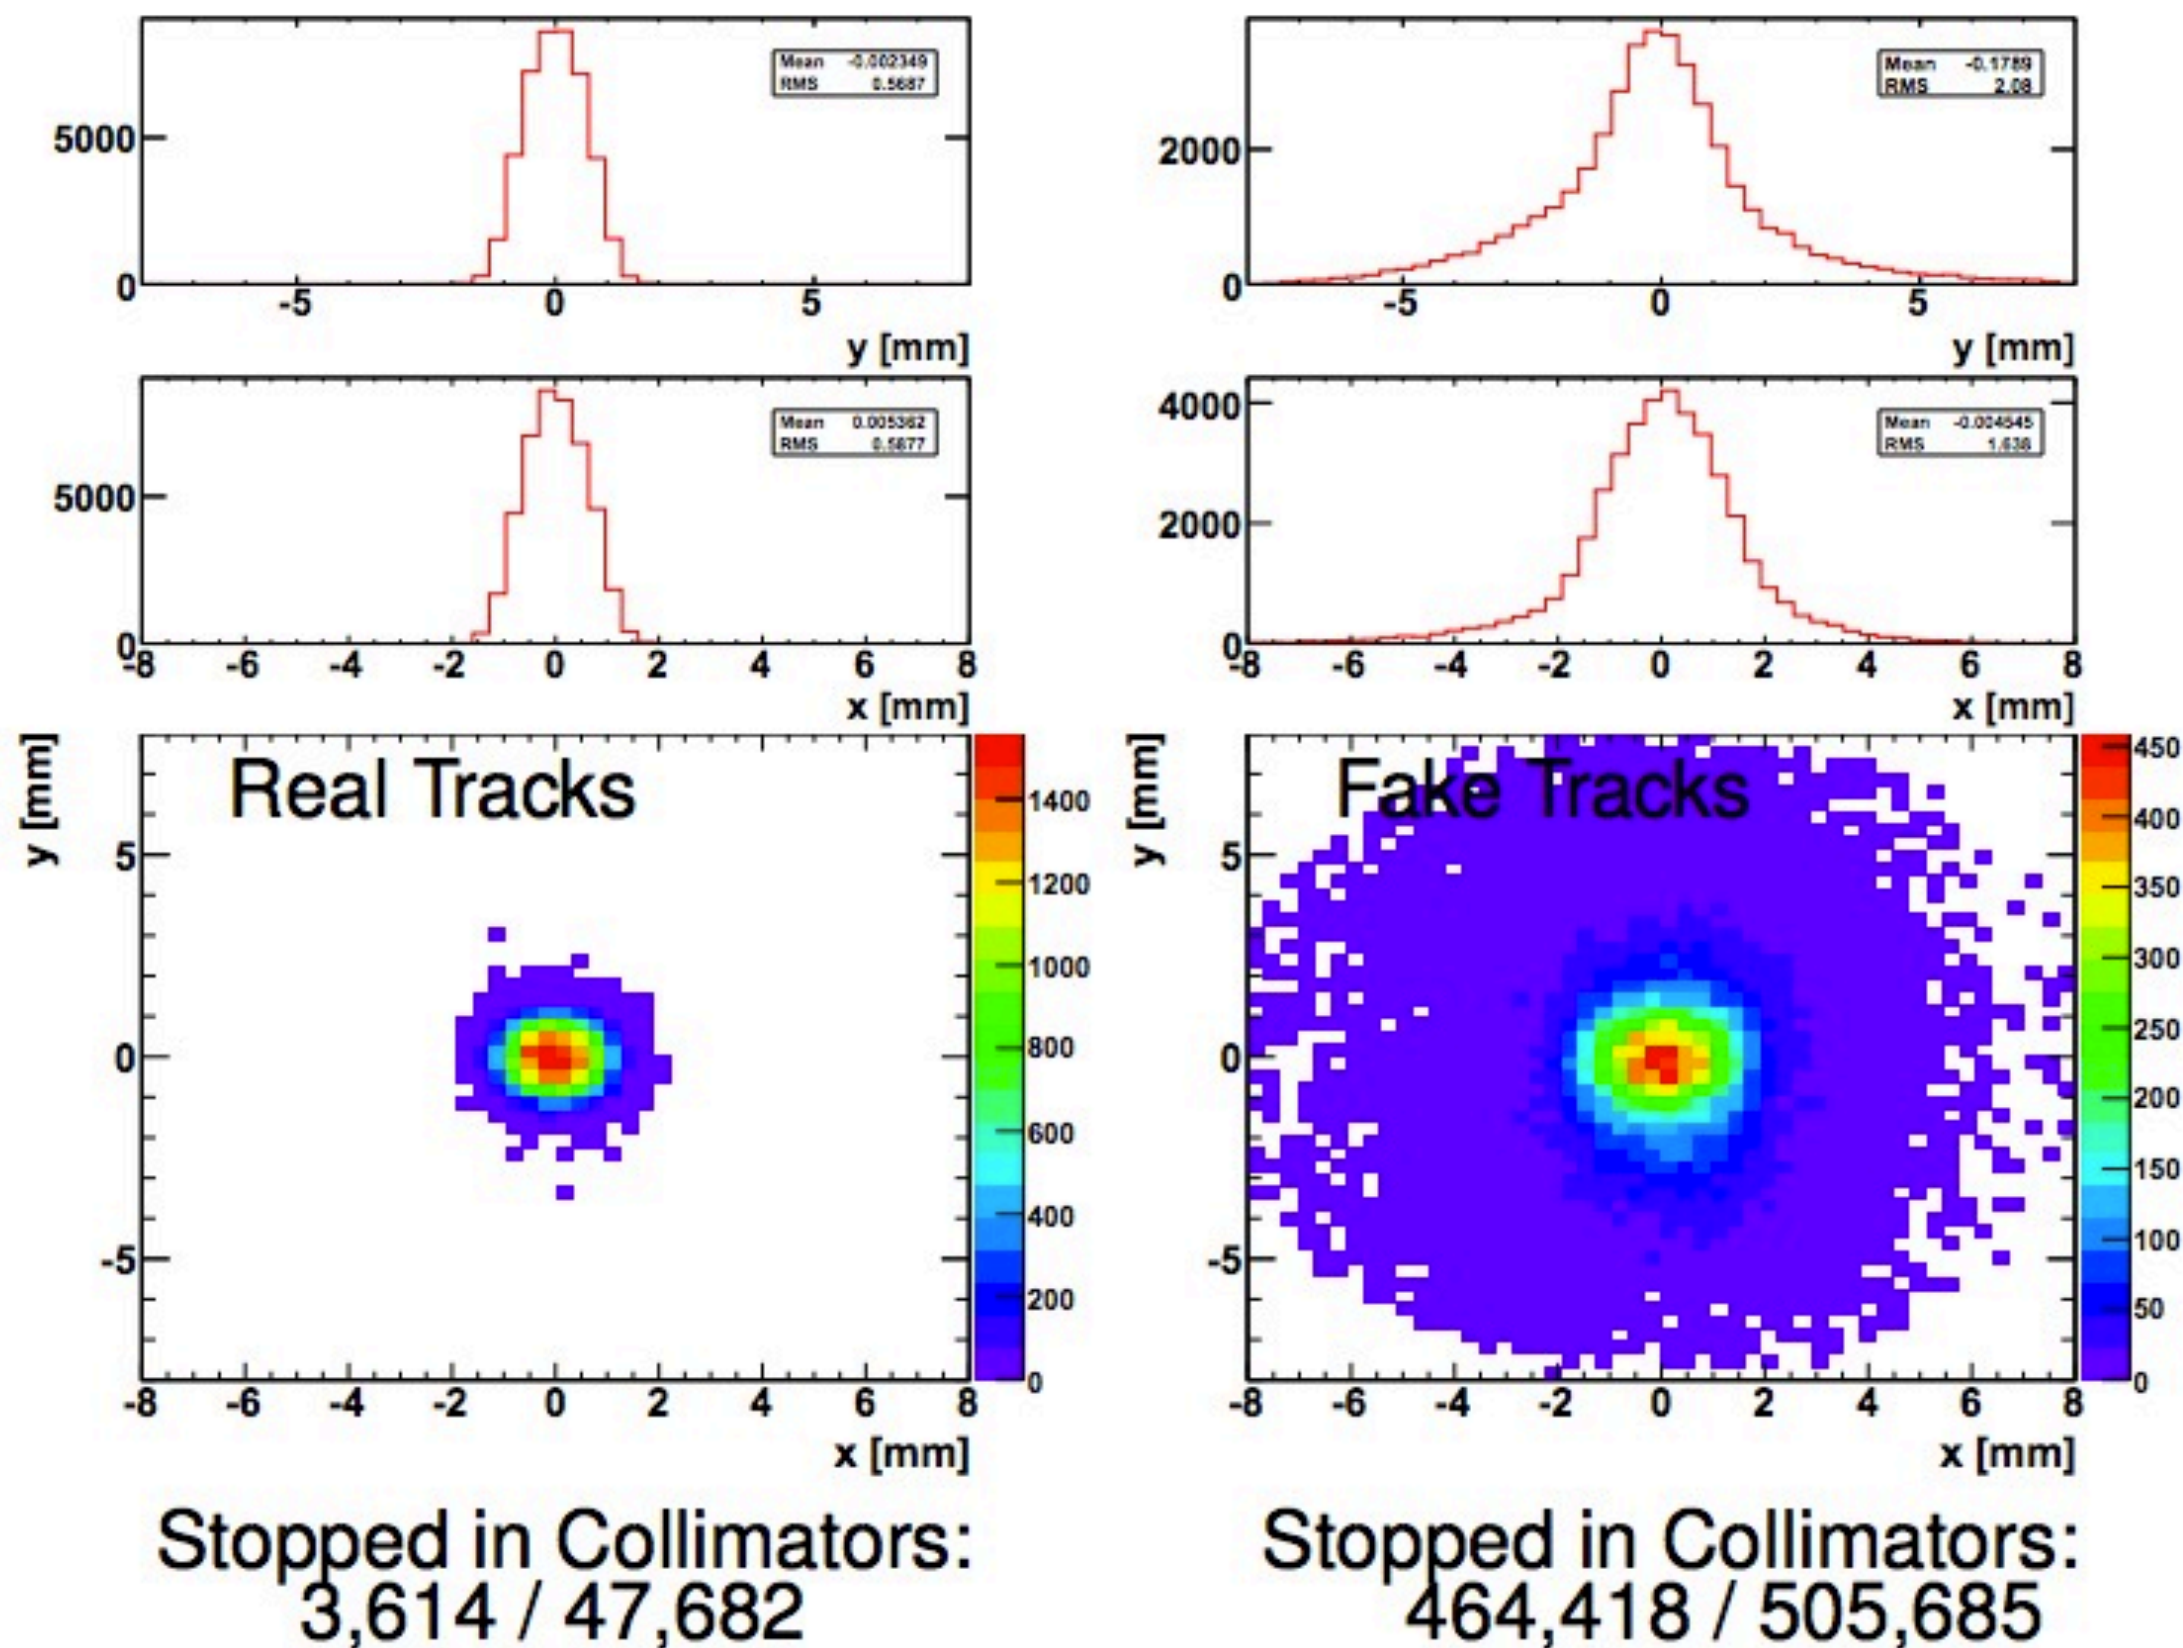 Mean -0.002349
RMS 0.5687
5000
0
-5 0 5
y [mm]
Mean 0.005362
RMS 0.5877
5000
0
-8 -6 -4 -2 0 2 4 6 8
x [mm]
y [mm]
Real Tracks
5
0
-5
1400
1200
1000
800
600
400
200
0
-8 -6 -4 -2 0 2 4 6 8
x [mm]
Stopped in Collimators:
3,614 / 47,682
Mean -0.1789
RMS 2.08
2000
0
-5 0 5
y [mm]
Mean -0.004545
RMS 1.636
4000
2000
0
-8 -6 -4 -2 0 2 4 6 8
x [mm]
y [mm]
Fake Tracks
5
0
-5
450
400
350
300
250
200
150
100
50
0
-8 -6 -4 -2 0 2 4 6 8
x [mm]
Stopped in Collimators:
464,418 / 505,685